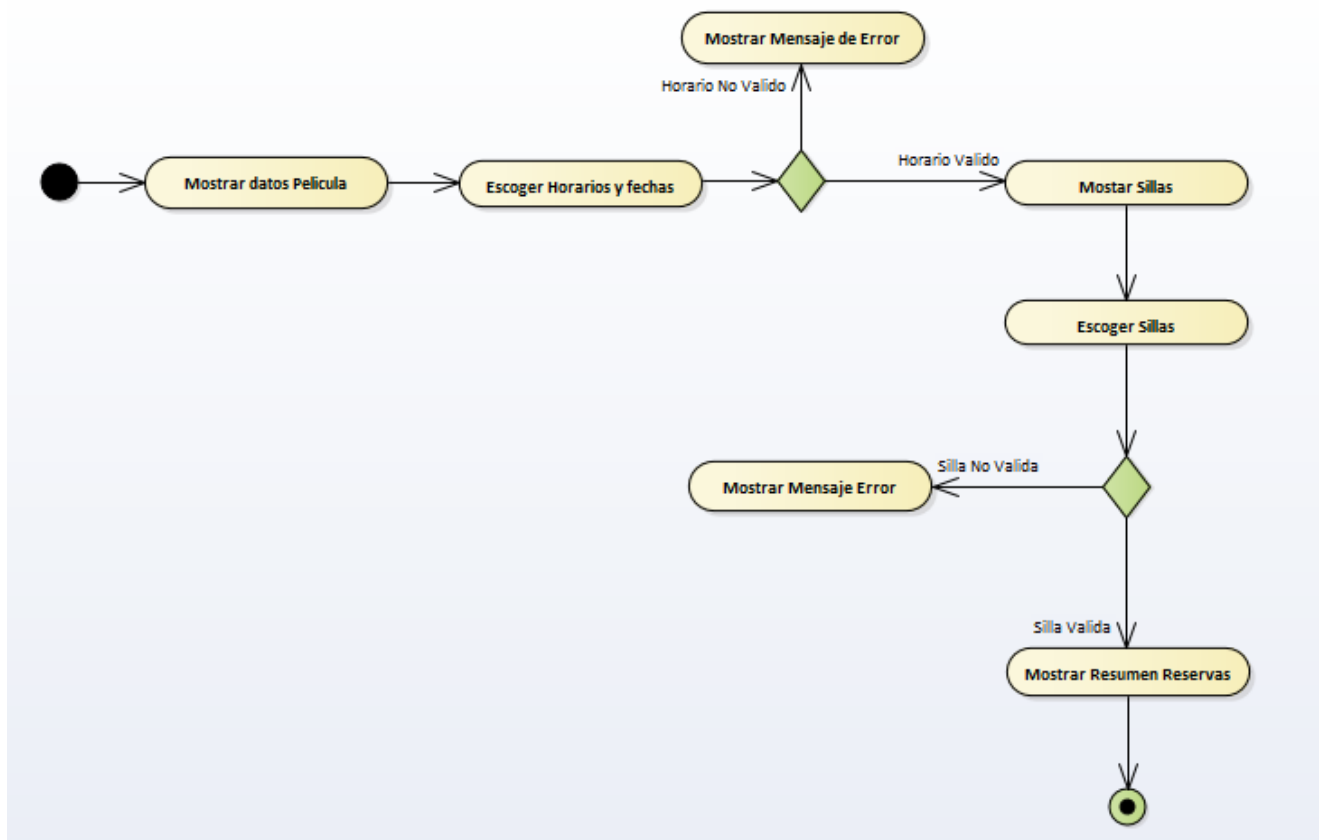 Mostrar Mensaje de Error
Horario No Valido
Horario Valido
Mostrar datos Pelicula
Escoger Horarios y fechas
Mostar Sillas
Escoger Sillas
Silla No Valida
Mostrar Mensaje Error
Silla Valida
Mostrar Resumen Reservas